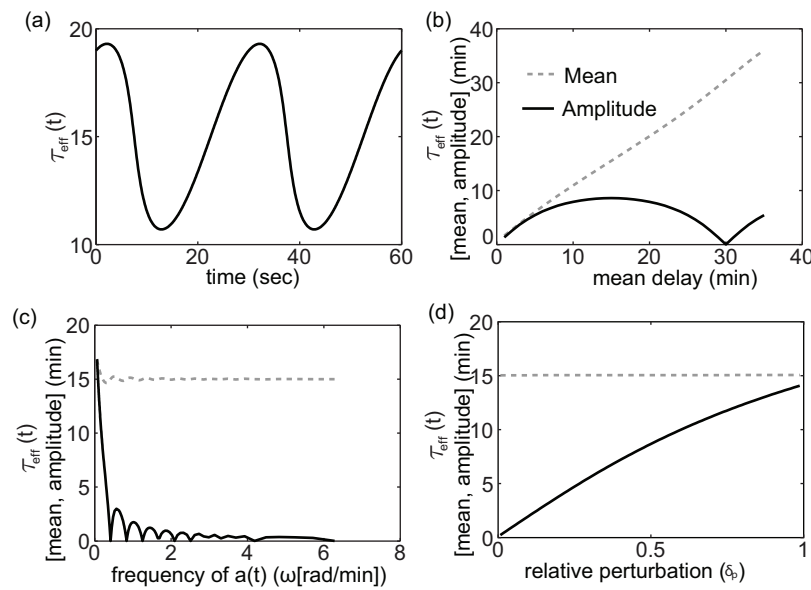 (a)
20
15
10
τeff (t)
0
20
40
60
time (sec)
(b)
40
30
20
10
0
τeff (t)
[mean, amplitude] (min)
Mean
Amplitude
0
10
20
30
40
mean delay (min)
(c)
20
15
10
5
0
τeff (t)
[mean, amplitude] (min)
0
2
4
6
8
frequency of a(t) (ω[rad/min])
(d)
20
15
10
5
0
τeff (t)
[mean, amplitude] (min)
0
0.5
1
relative perturbation (δp)